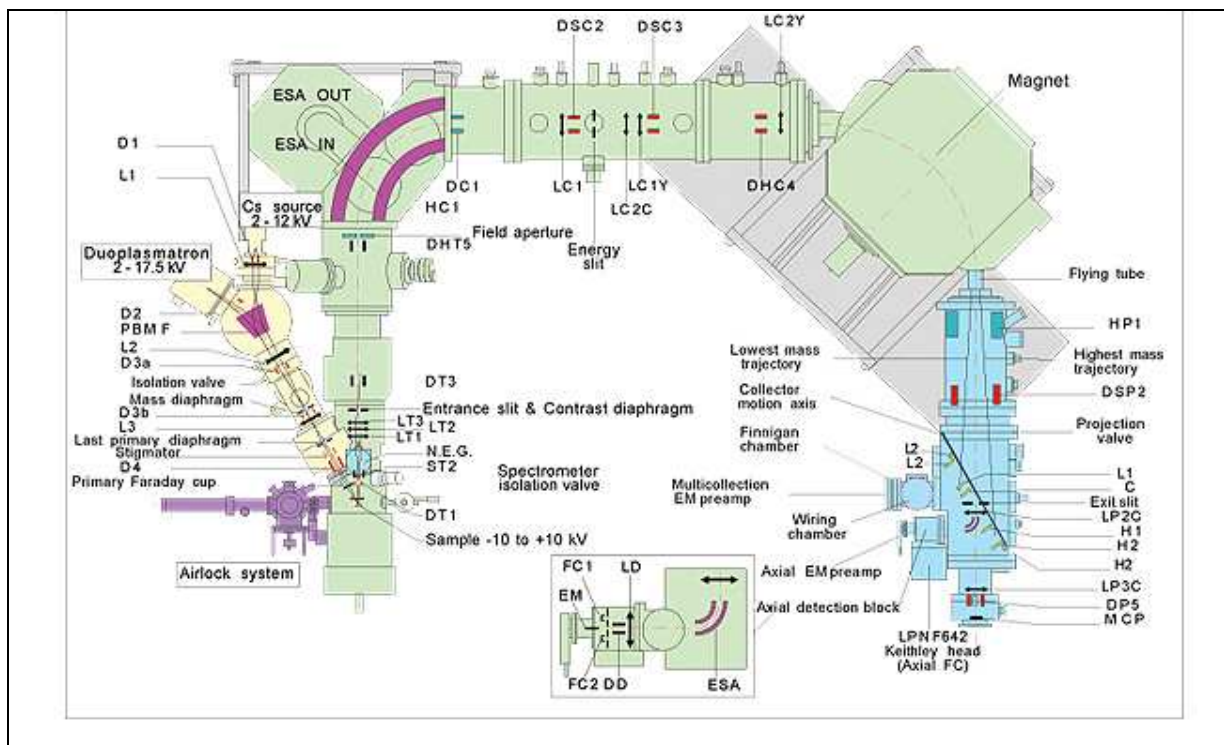 DSC2
DSC3
LC2Y
ESA OUT
Magnet
ESA IN
D1
L1
DC1
LC1
LC1Y
DHC4
Cs source
2 - 12 kV
HC1
LC2C
Field aperture
Energy
slit
DHT5
Duoplasmatron
2 - 17.5 kV
Flying tube
D2
PBM F
HP1
L2
D3a
Lowest mass
trajectory
Highest mass
trajectory
Isolation valve
DT3
Collector
motion axis
DSP2
Mass diaphragm
Entrance slit & Contrast diaphragm
D3b
L3
LT3
LT2
LT1
Finnigan
chamber
Projection
valve
Last primary diaphragm
Stigmator
N.E.G.
L2
L2
D4
ST2
Spectrometer
isolation valve
L1
Primary Faraday cup
Multicollection
EM preamp
C
Exit slit
DT1
Wiring
chamber
LP2C
H1
Sample -10 to +10 kV
H2
Airlock system
FC1
LD
Axial EM preamp
H2
EM
LP3C
Axial detection block
DP5
MCP
LPN F642
Keithley head
(Axial FC)
FC2 DD
ESA